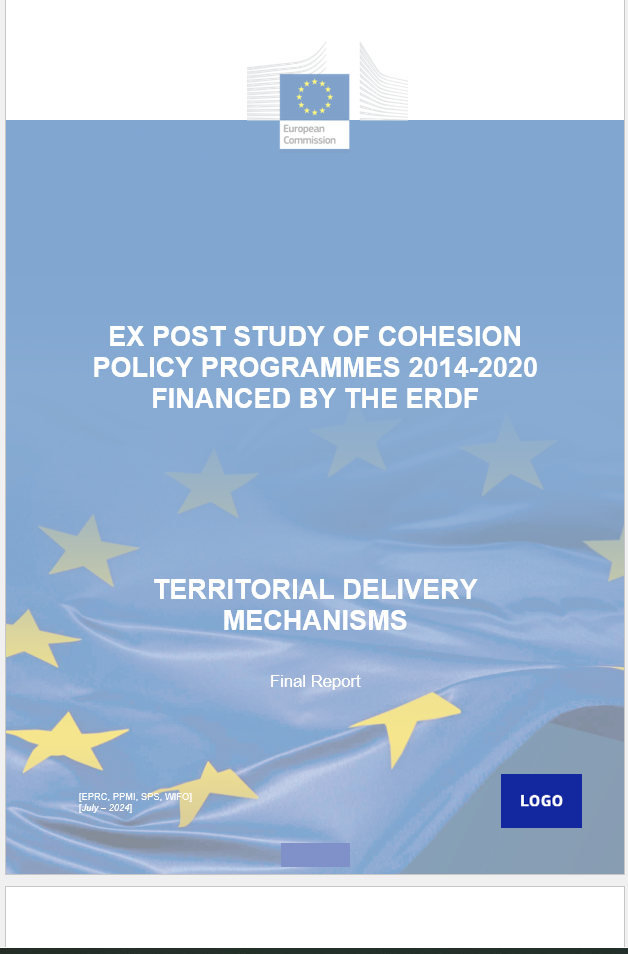 European
Commission
EX POST STUDY OF COHESION
POLICY PROGRAMMES 2014-2020
FINANCED BY THE ERDF
TERRITORIAL DELIVERY
MECHANISMS
Final Report
[EPRC, PPMI, SPS, WIFO]
[July – 2024]
LOGO